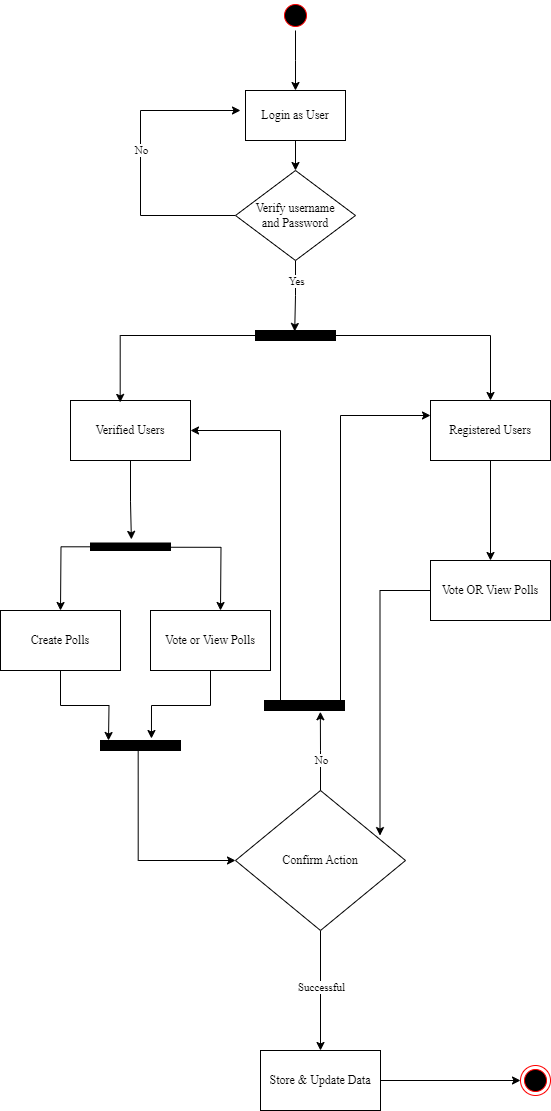 Login as User
No
Verify username
and Password
Yes
Verified Users
Registered Users
Vote OR View Polls
Create Polls
Vote or View Polls
No
Confirm Action
Successful
Store & Update Data